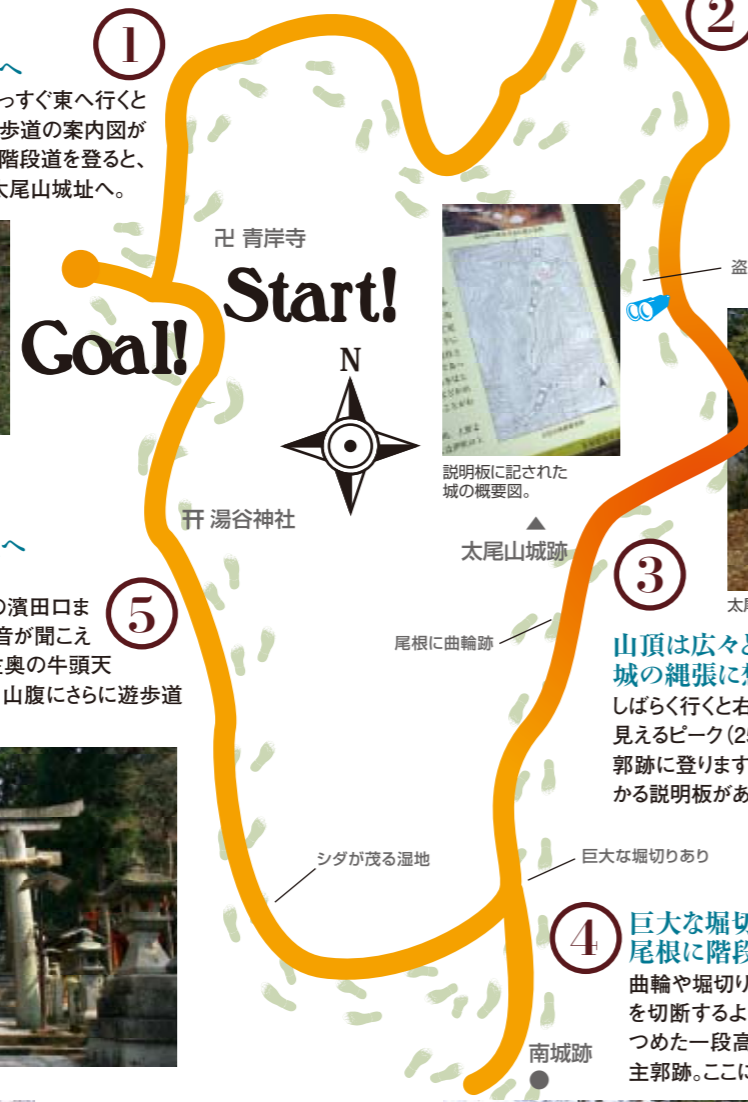 ①
へ
っすぐ東へ行くと
歩道の案内図が
階段道を登ると、
太尾山城址へ。
②
卍 青岸寺
Start!
Goal!
N
盗
説明板に記された
城の概要図。
开 湯谷神社
太尾山城跡
③
太尾
へ
の濱田口ま
音が聞こえ
奥の牛頭天
山腹にさらに遊歩道
⑤
尾根に曲輪跡
山頂は広々と
城の縄張に
しばらく行くと右
見えるピーク(25
郭跡に登ります
かる説明板があ
シダが茂る湿地
巨大な堀切りあり
④
巨大な堀切
尾根に階段
曲輪や堀切り
を切断するよ
つめた一段高
主郭跡。ここに
南城跡